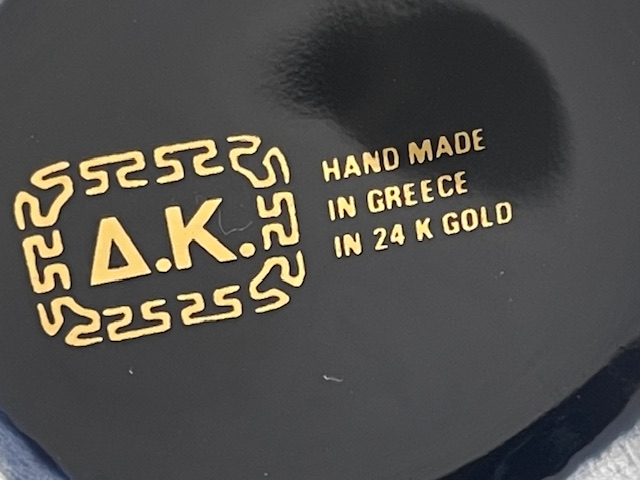 Δ.Κ.
HAND MADE
IN GREECE
IN 24 K GOLD